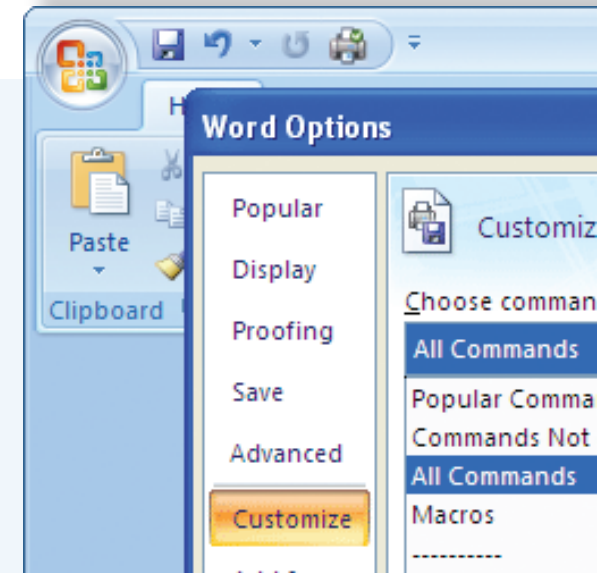 H
Word Options
Paste
Clipboard
Popular
Display
Proofing
Save
Advanced
Customize
Customiz
Choose comman
All Commands
Popular Comma
Commands Not
All Commands
Macros
----------